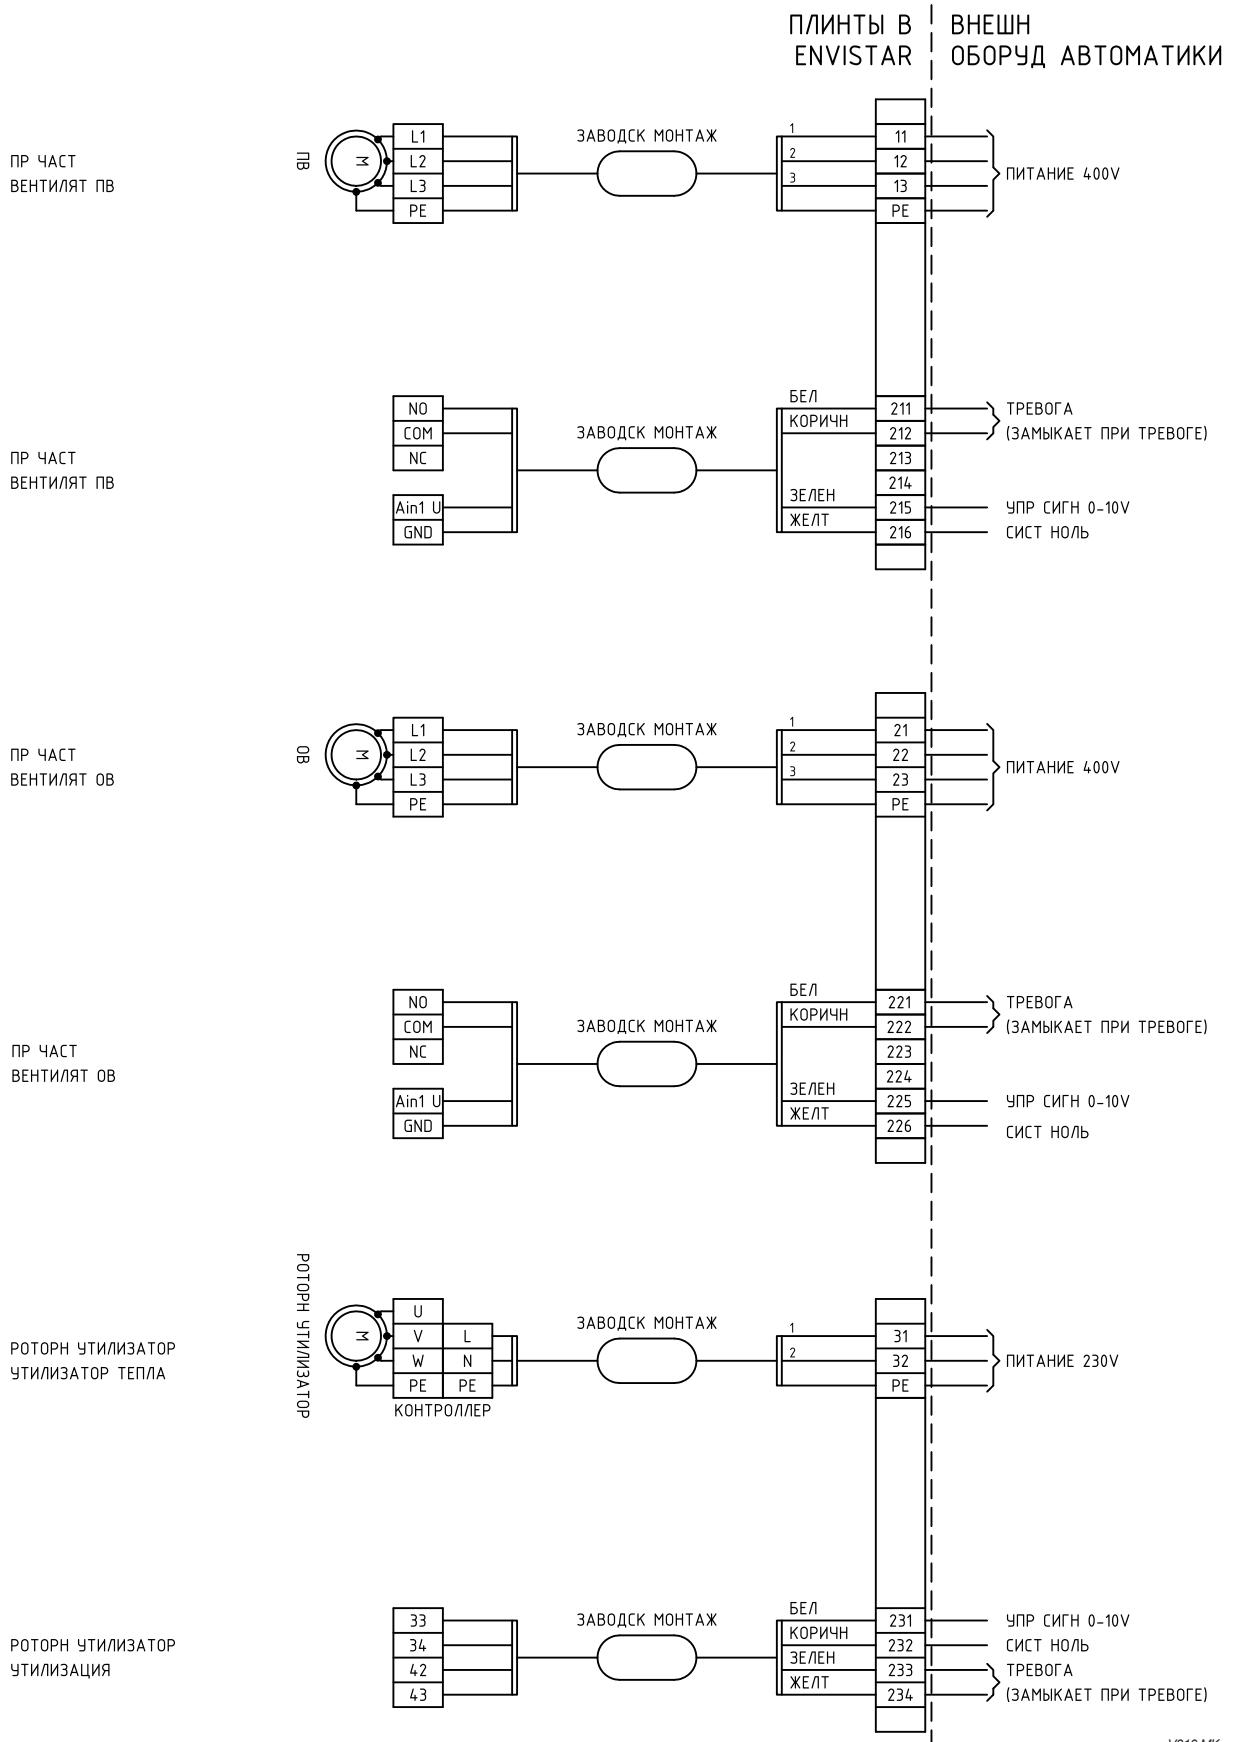 ПЛИНТЫ В
ENVISTAR
ВНЕШН
ОБОРУД АВТОМАТИКИ
ПР ЧАСТ
ВЕНТИЛЯТ ПВ
ПВ
M
L1
L2
L3
PE
ЗАВОДСК МОНТАЖ
1
2
3
11
12
13
PE
ПИТАНИЕ 400V
ПР ЧАСТ
ВЕНТИЛЯТ ПВ
NO
COM
NC
Ain1 U
GND
ЗАВОДСК МОНТАЖ
БЕЛ
КОРИЧН
ЗЕЛЕН
ЖЕЛТ
211
212
213
214
215
216
ТРЕВОГА
(ЗАМЫКАЕТ ПРИ ТРЕВОГЕ)
УПР СИГН 0-10V
СИСТ НОЛЬ
ПР ЧАСТ
ВЕНТИЛЯТ ОВ
ОВ
M
L1
L2
L3
PE
ЗАВОДСК МОНТАЖ
1
2
3
21
22
23
PE
ПИТАНИЕ 400V
ПР ЧАСТ
ВЕНТИЛЯТ ОВ
NO
COM
NC
Ain1 U
GND
ЗАВОДСК МОНТАЖ
БЕЛ
КОРИЧН
ЗЕЛЕН
ЖЕЛТ
221
222
223
224
225
226
ТРЕВОГА
(ЗАМЫКАЕТ ПРИ ТРЕВОГЕ)
УПР СИГН 0-10V
СИСТ НОЛЬ
РОТОРН УТИЛИЗАТОР
УТИЛИЗАТОР ТЕПЛА
РОТОРН УТИЛИЗАТОР
M
U
V L
W N
PE PE
КОНТРОЛЛЕР
ЗАВОДСК МОНТАЖ
1
2
31
32
PE
ПИТАНИЕ 230V
РОТОРН УТИЛИЗАТОР
УТИЛИЗАЦИЯ
33
34
42
43
ЗАВОДСК МОНТАЖ
БЕЛ
КОРИЧН
ЗЕЛЕН
ЖЕЛТ
231
232
233
234
УПР СИГН 0-10V
СИСТ НОЛЬ
ТРЕВОГА
(ЗАМЫКАЕТ ПРИ ТРЕВОГЕ)